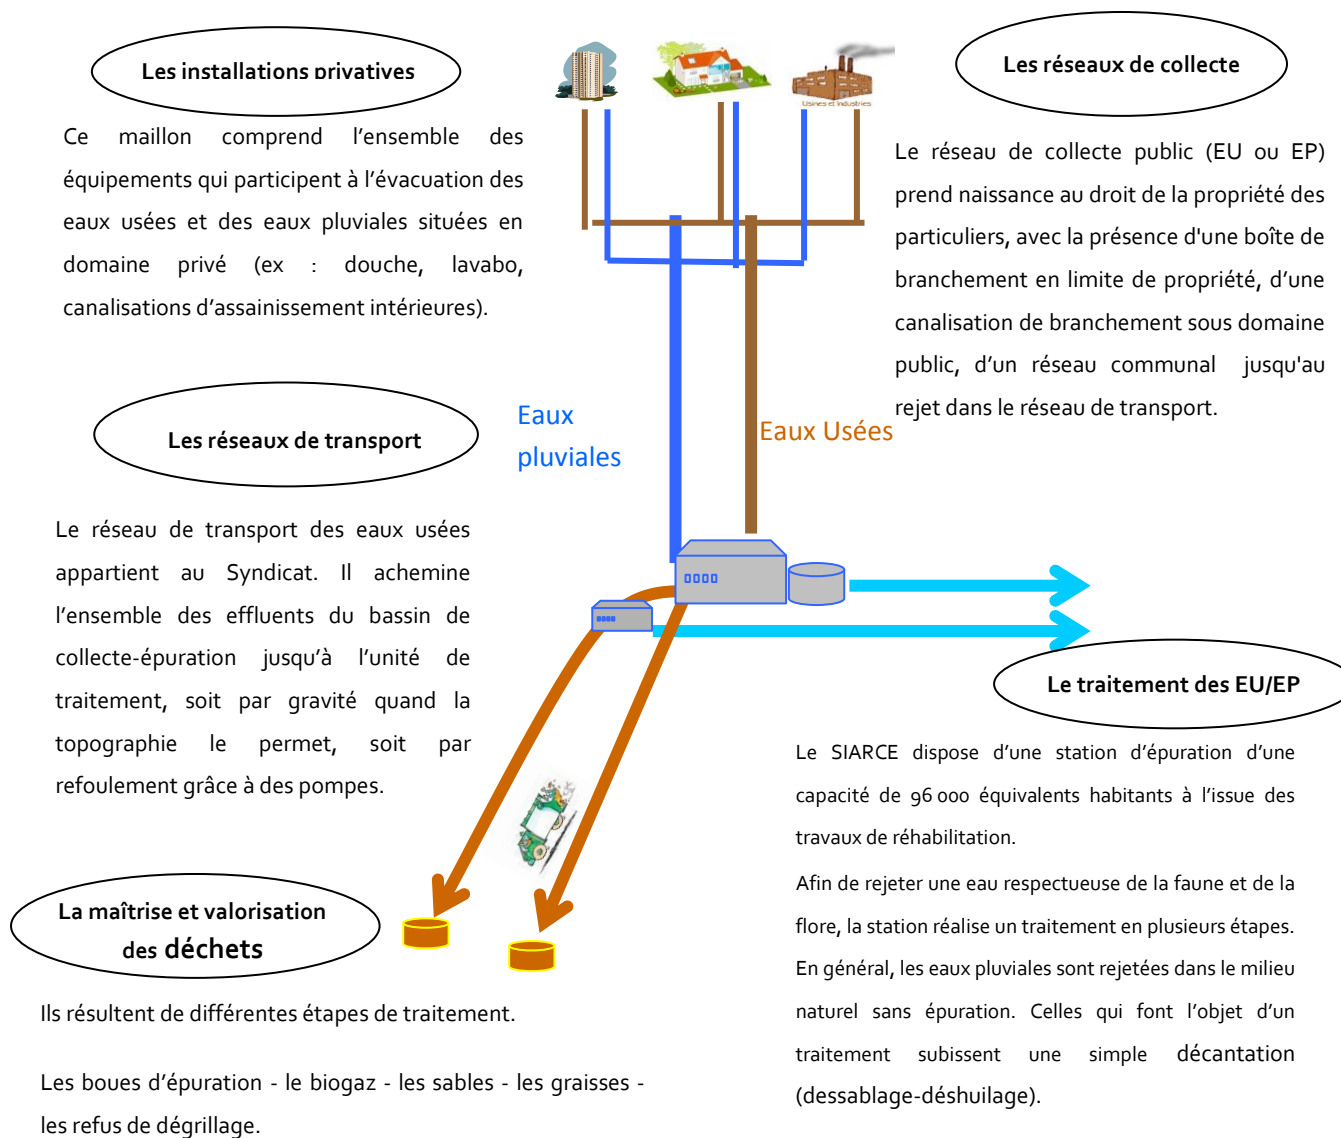 Les installations privatives
Ce maillon comprend l'ensemble des
équipements qui participent à l'évacuation des
eaux usées et des eaux pluviales situées en
domaine privé (ex : douche, lavabo,
canalisations d'assainissement intérieures).
Usines et Industries
Les réseaux de collecte
Le réseau de collecte public (EU ou EP)
prend naissance au droit de la propriété des
particuliers, avec la présence d'une boîte de
branchement en limite de propriété, d'une
canalisation de branchement sous domaine
public, d'un réseau communal jusqu'au
rejet dans le réseau de transport.
Eaux
pluviales
Eaux Usées
Les réseaux de transport
Le réseau de transport des eaux usées
appartient au Syndicat. Il achemine
l'ensemble des effluents du bassin de
collecte-épuration jusqu'à l'unité de
traitement, soit par gravité quand la
topographie le permet, soit par
refoulement grâce à des pompes.
Le traitement des EU/EP
Le SIARCE dispose d'une station d'épuration d'une
capacité de 96 000 équivalents habitants à l'issue des
travaux de réhabilitation.
Afin de rejeter une eau respectueuse de la faune et de la
flore, la station réalise un traitement en plusieurs étapes.
En général, les eaux pluviales sont rejetées dans le milieu
naturel sans épuration. Celles qui font l'objet d'un
traitement subissent une simple décantation
(dessablage-déshuilage).
La maîtrise et valorisation
des déchets
Ils résultent de différentes étapes de traitement.
Les boues d'épuration - le biogaz - les sables - les graisses -
les refus de dégrillage.